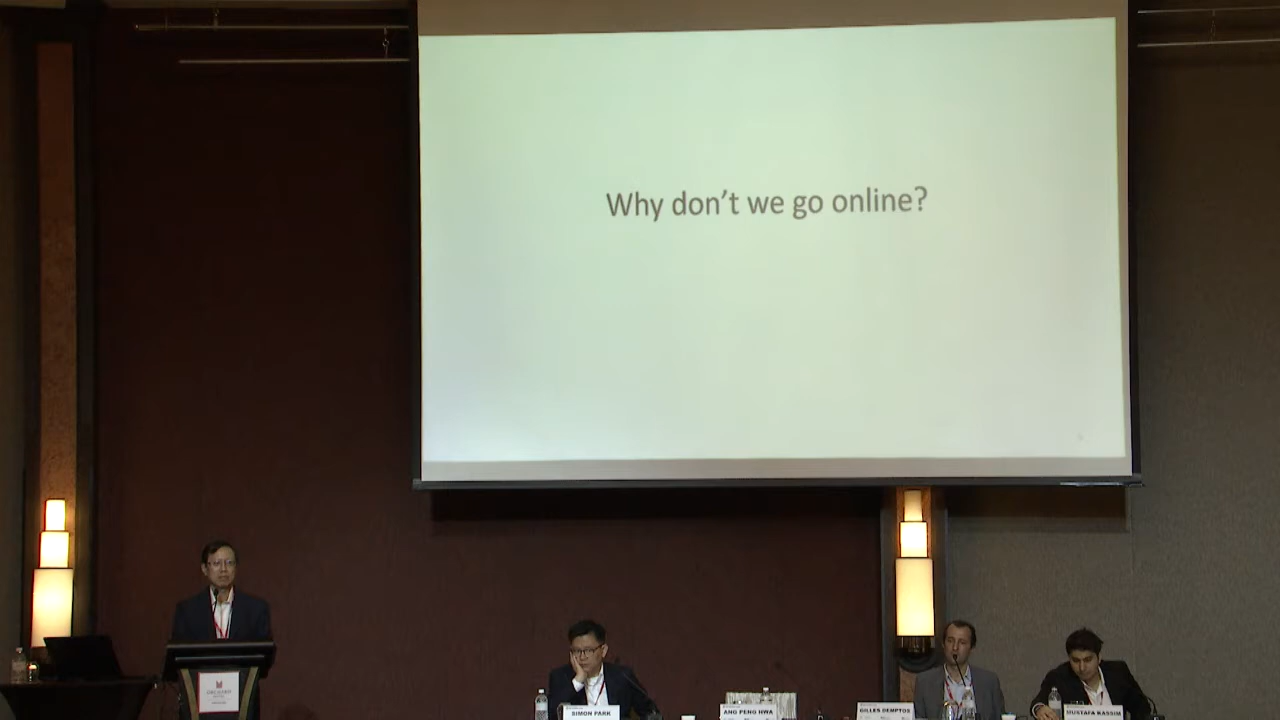 Why don't we go online?
SIMON PARK
ANG PENG HWA
GILLES DEMPTOS
MUSTAFA KASSIM